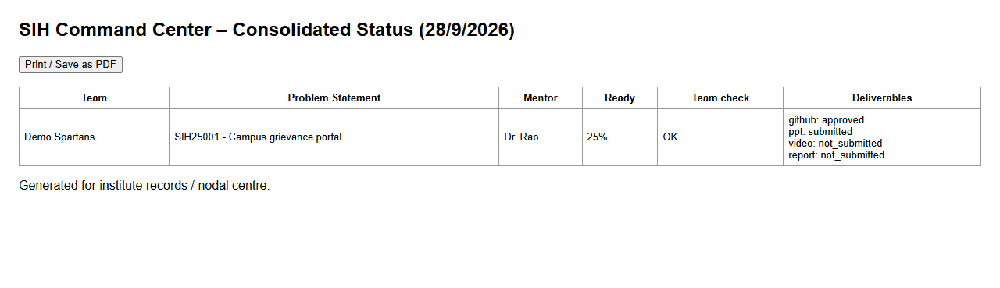 SIH Command Center – Consolidated Status (28/9/2026)
Print / Save as PDF
Team Problem Statement Mentor Ready Team check Deliverables
Demo Spartans SIH25001 - Campus grievance portal Dr. Rao 25% OK
github: approved
ppt: submitted
video: not_submitted
report: not_submitted
Generated for institute records / nodal centre.